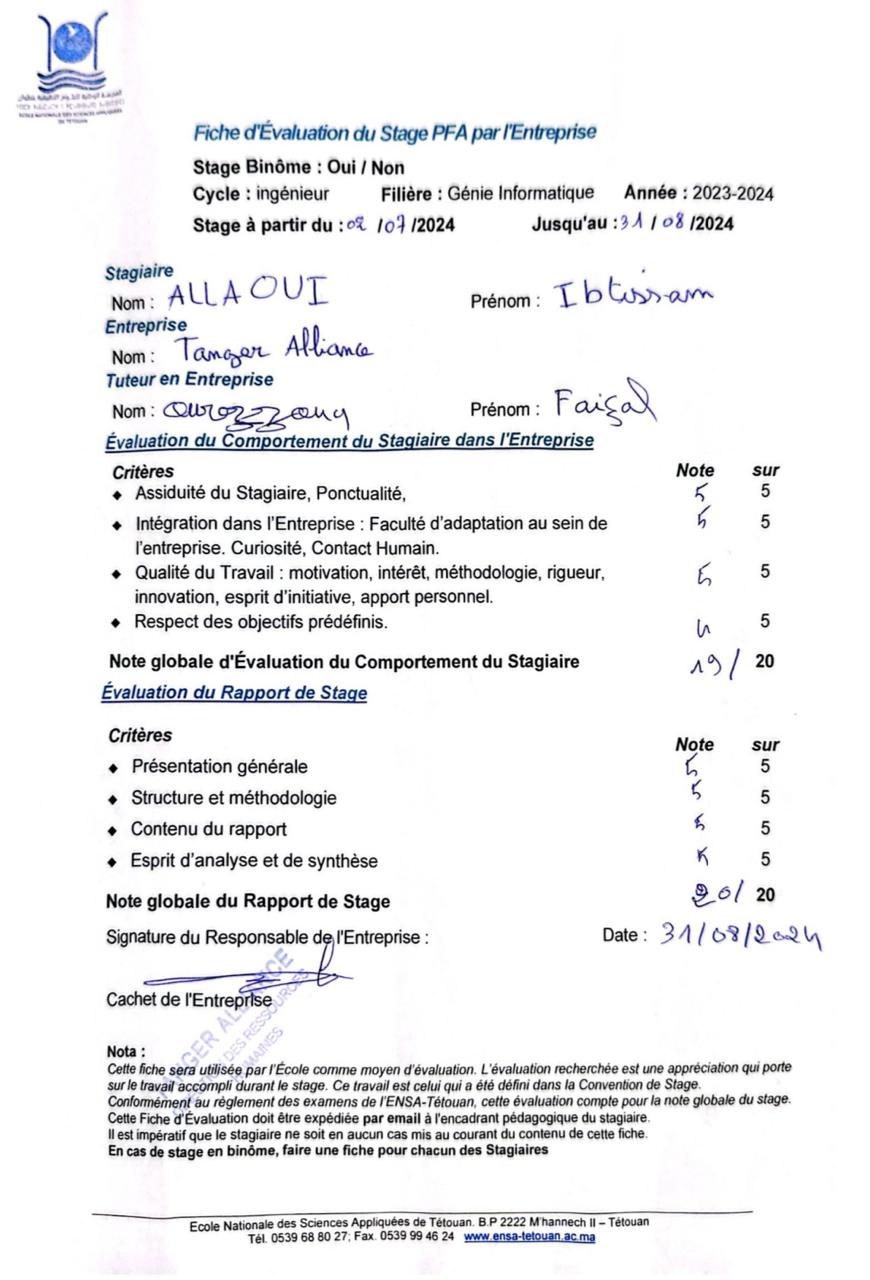 ECOLE NATIONALE DES SCIENCES APPLIQUEES
DE TETOUAN
Fiche d'Évaluation du Stage PFA par l'Entreprise
Stage Binôme : Oui / Non
Cycle : ingénieur Filière : Génie Informatique Année : 2023-2024
Stage à partir du : 02 /07 /2024 Jusqu'au : 31 / 08 /2024
Stagiaire
Nom : ALLAOUI Prénom : Ibtissam
Entreprise
Nom : Tanger Alliance
Tuteur en Entreprise
Nom : Prénom : Faiçal
Évaluation du Comportement du Stagiaire dans l'Entreprise
Critères Note sur
♦ Assiduité du Stagiaire, Ponctualité, 5 5
♦ Intégration dans l'Entreprise : Faculté d'adaptation au sein de 5 5
l'entreprise. Curiosité, Contact Humain.
♦ Qualité du Travail : motivation, intérêt, méthodologie, rigueur, 5 5
innovation, esprit d'initiative, apport personnel.
♦ Respect des objectifs prédéfinis. 4 5
Note globale d'Évaluation du Comportement du Stagiaire 19/ 20
Évaluation du Rapport de Stage
Critères Note sur
♦ Présentation générale 5 5
♦ Structure et méthodologie 5 5
♦ Contenu du rapport 5 5
♦ Esprit d'analyse et de synthèse 5 5
Note globale du Rapport de Stage 20/ 20
Signature du Responsable de l'Entreprise : Date : 31/08/2024
Cachet de l'Entreprise
TANGER ALLIANCE
DES RESSOURCES
HUMAINES
Nota :
Cette fiche sera utilisée par l'École comme moyen d'évaluation. L'évaluation recherchée est une appréciation qui porte
sur le travail accompli durant le stage. Ce travail est celui qui a été défini dans la Convention de Stage.
Conformément au règlement des examens de l'ENSA-Tétouan, cette évaluation compte pour la note globale du stage.
Cette Fiche d'Évaluation doit être expédiée par email à l'encadrant pédagogique du stagiaire.
Il est impératif que le stagiaire ne soit en aucun cas mis au courant du contenu de cette fiche.
En cas de stage en binôme, faire une fiche pour chacun des Stagiaires
Ecole Nationale des Sciences Appliquées de Tétouan. B.P 2222 M'hannech II – Tétouan
Tél. 0539 68 80 27; Fax. 0539 99 46 24 www.ensa-tetouan.ac.ma